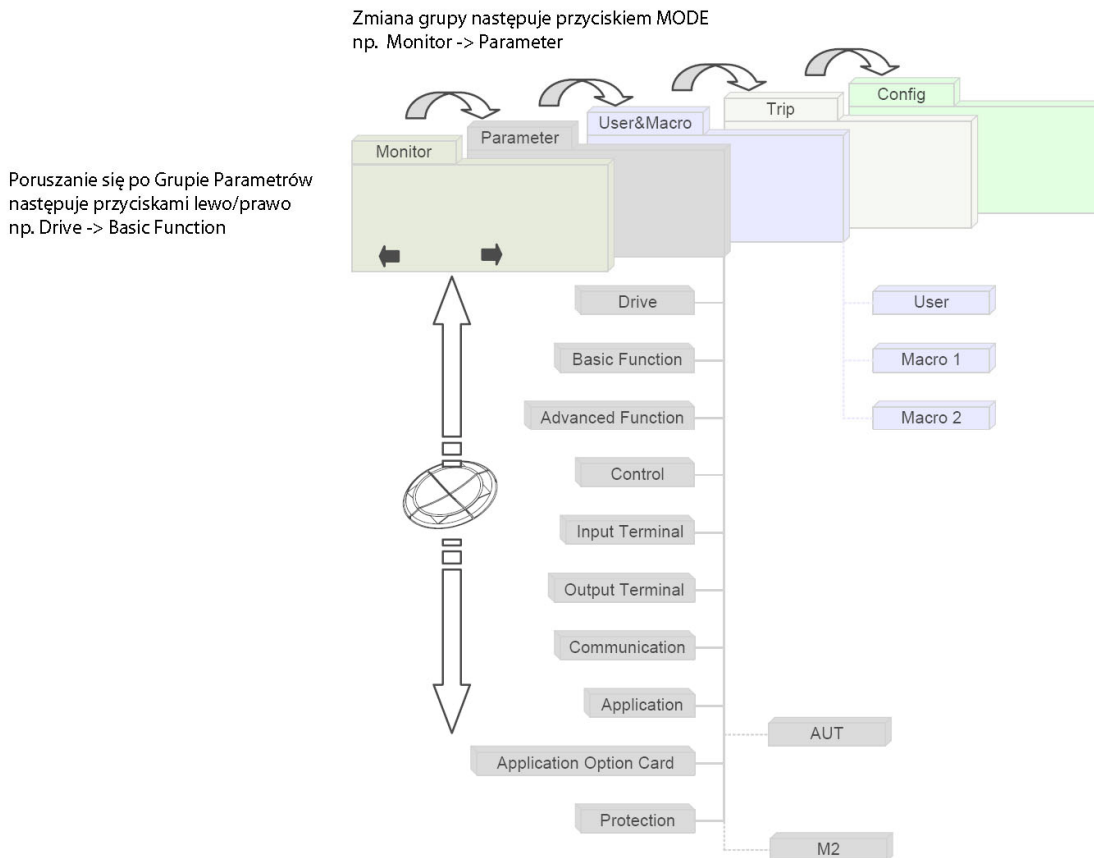 Zmiana grupy następuje przyciskiem MODE
np. Monitor -> Parameter
Config
Trip
User&Macro
Parameter
Monitor
Poruszanie się po Grupie Parametrów
następuje przyciskami lewo/prawo
np. Drive -> Basic Function
Drive
User
Basic Function
Macro 1
Advanced Function
Macro 2
Control
Input Terminal
Output Terminal
Communication
Application
AUT
Application Option Card
Protection
M2